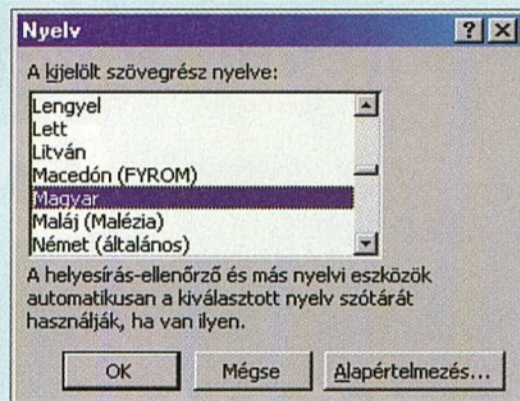 Nyelv
A kijelölt szövegrész nyelve:
Lengyel
Lett
Litván
Macedón (FYROM)
Magyar
Maláj (Malézia)
Német (általános)
A helyesírás-ellenőrző és más nyelvi eszközök
automatikusan a kiválasztott nyelv szótárát
használják, ha van ilyen.
OK Mégse Alapértelmezés...